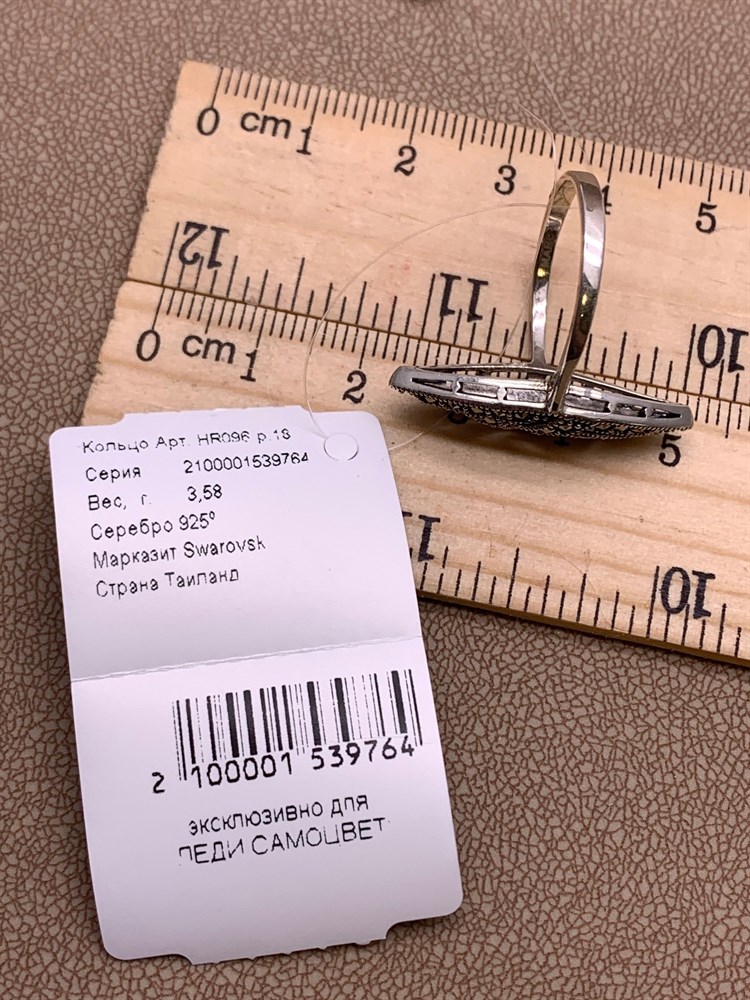 0 cm 1 2 3 4 5
12 11 10
0 cm 1 2 3 4 5
11 10
Кольцо Арт. HR096 р.18
Серия 2100001539764
Вес, г. 3,58
Серебро 925°
Марказит Swarovsk
Страна Таиланд
2 100001 539764
эксклюзивно для
ЛЕДИ САМОЦВЕТ